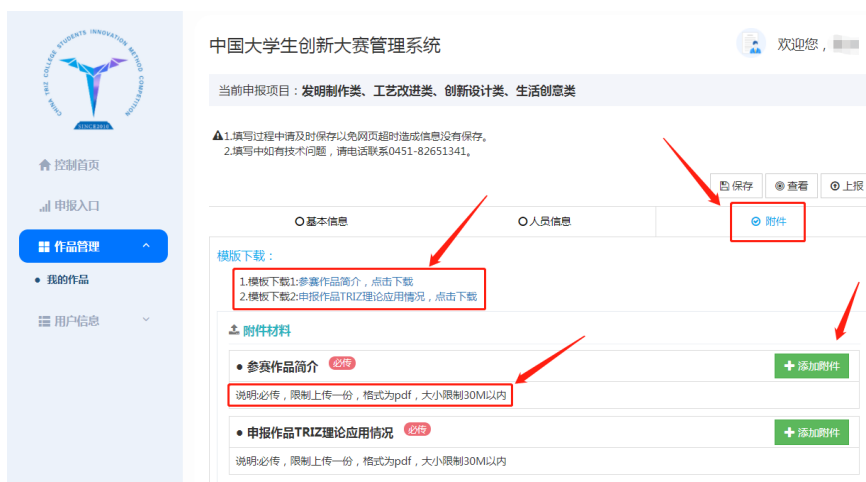 CHINA TRIZ COLLEGE STUDENTS INNOVATION METHOD COMPETITION
SINCE2018
中国大学生创新大赛管理系统
欢迎您，
当前申报项目：发明制作类、工艺改进类、创新设计类、生活创意类
1.填写过程中请及时保存以免网页超时造成信息没有保存。
2.填写中如有技术问题，请电话联系0451-82651341。
控制首页
申报入口
作品管理
我的作品
用户信息
保存
查看
上报
基本信息
人员信息
附件
模版下载：
1.模板下载1:参赛作品简介，点击下载
2.模板下载2:申报作品TRIZ理论应用情况，点击下载
附件材料
参赛作品简介 必传
添加附件
说明:必传，限制上传一份，格式为pdf，大小限制30M以内
申报作品TRIZ理论应用情况 必传
添加附件
说明:必传，限制上传一份，格式为pdf，大小限制30M以内